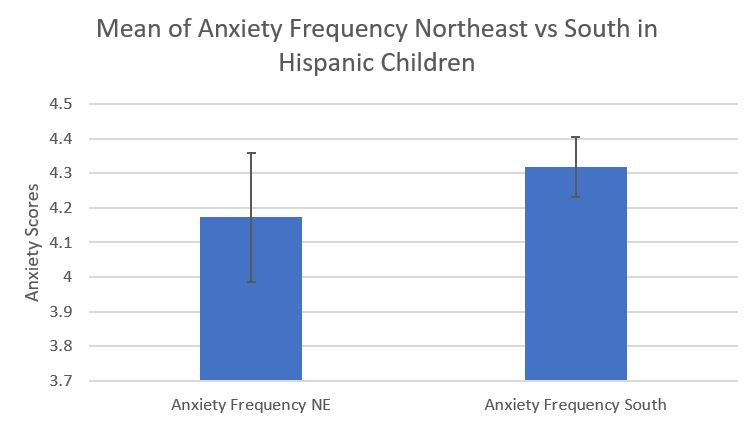 Mean of Anxiety Frequency Northeast vs South in
Hispanic Children
Anxiety Scores
4.5
4.4
4.3
4.2
4.1
4
3.9
3.8
3.7
Anxiety Frequency NE
Anxiety Frequency South